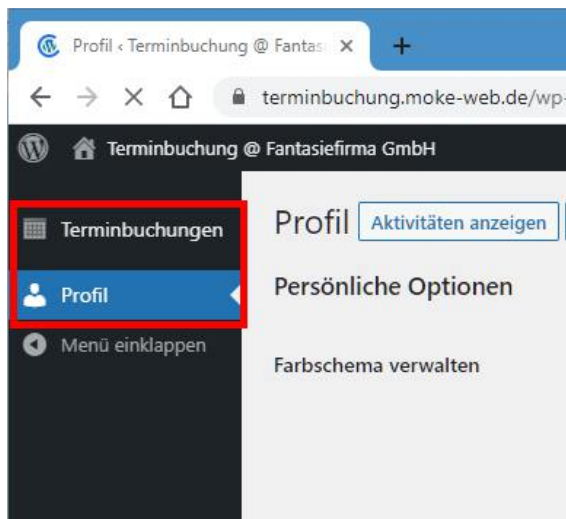 Profil ‹ Terminbuchung @ Fantas
terminbuchung.moke-web.de/wp-
Terminbuchung @ Fantasiefirma GmbH
Terminbuchungen
Profil
Menü einklappen
Profil Aktivitäten anzeigen
Persönliche Optionen
Farbschema verwalten